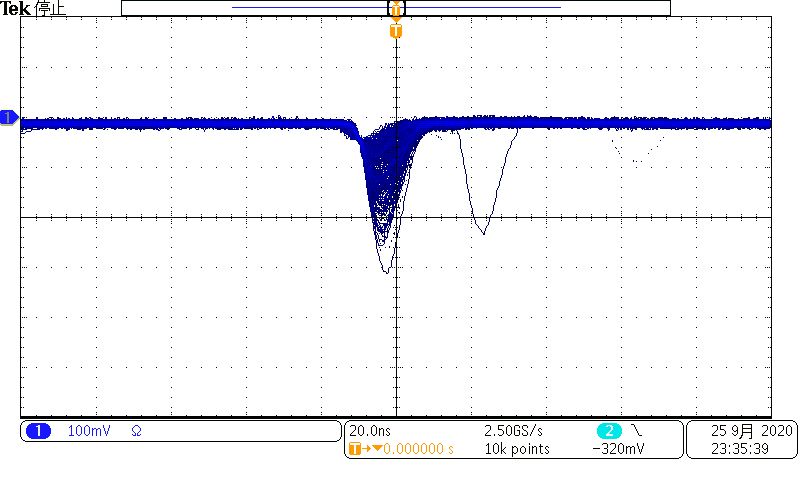 Tek 停止
T
T
1
1 100mV Ω
20.0ns 2.50GS/s 2
T→▼0.000000 s 10k points −320mV
25 9月 2020
23:35:39